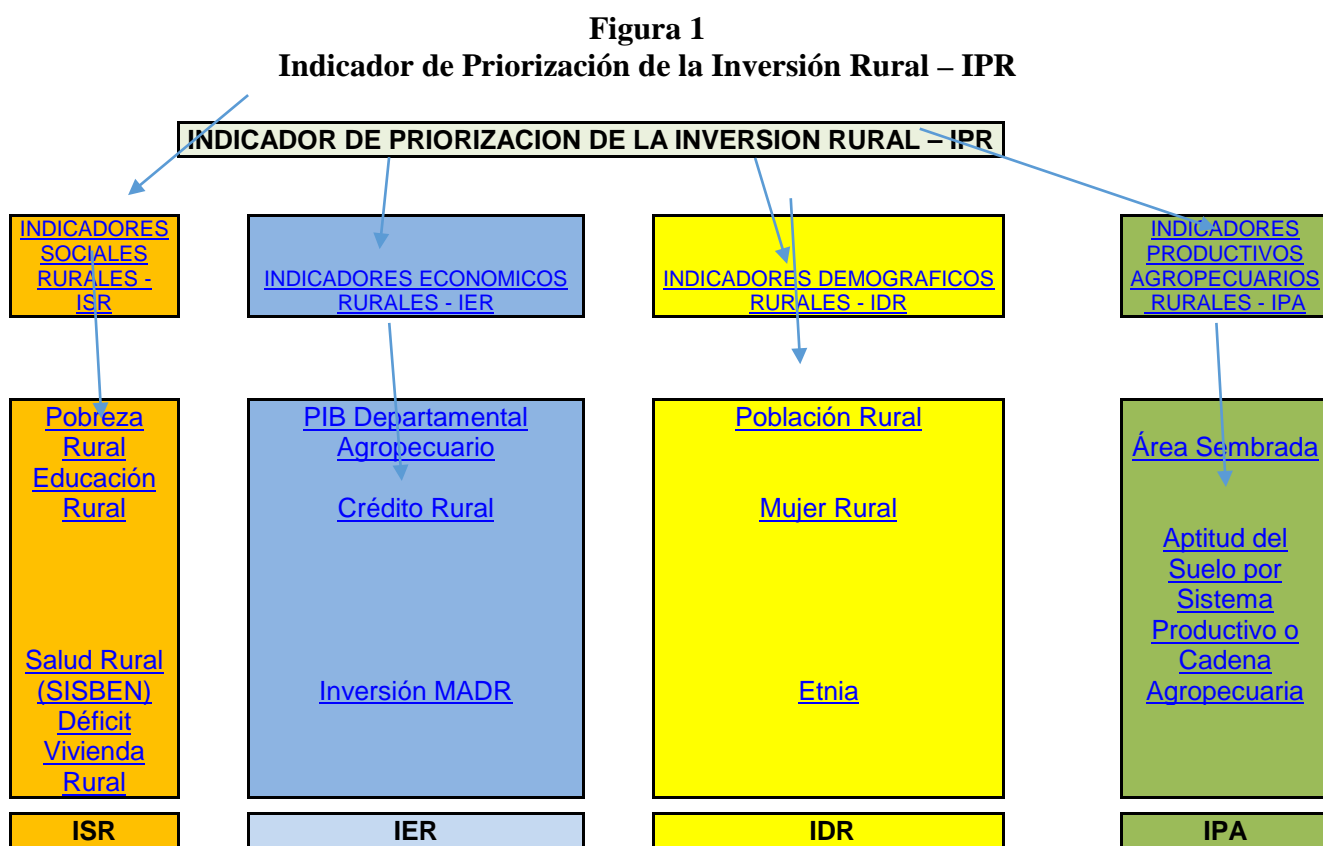 Figura 1
Indicador de Priorización de la Inversión Rural – IPR
INDICADOR DE PRIORIZACION DE LA INVERSION RURAL – IPR
INDICADORES
SOCIALES
RURALES -
ISR
INDICADORES ECONOMICOS
RURALES - IER
INDICADORES DEMOGRAFICOS
RURALES - IDR
INDICADORES
PRODUCTIVOS
AGROPECUARIOS
RURALES - IPA
Pobreza
Rural
Educación
Rural
Salud Rural
(SISBEN)
Déficit
Vivienda
Rural
PIB Departamental
Agropecuario
Crédito Rural
Inversión MADR
Población Rural
Mujer Rural
Etnia
Área Sembrada
Aptitud del
Suelo por
Sistema
Productivo o
Cadena
Agropecuaria
ISR
IER
IDR
IPA